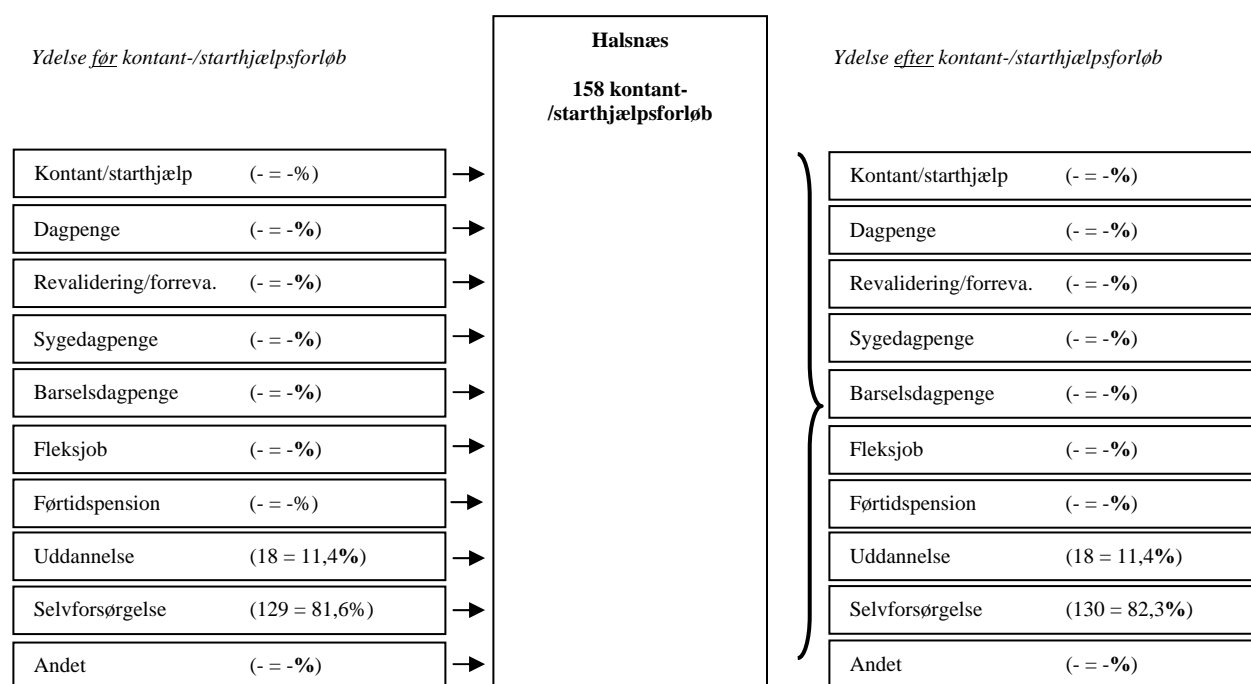 Ydelse før kontant-/starthjælpsforløb
Halsnæs
158 kontant-
/starthjælpsforløb
Ydelse efter kontant-/starthjælpsforløb
Kontant/starthjælp (- = -%)
Dagpenge (- = -%)
Revalidering/forreva. (- = -%)
Sygedagpenge (- = -%)
Barselsdagpenge (- = -%)
Fleksjob (- = -%)
Førtidspension (- = -%)
Uddannelse (18 = 11,4%)
Selvforsørgelse (129 = 81,6%)
Andet (- = -%)
Kontant/starthjælp (- = -%)
Dagpenge (- = -%)
Revalidering/forreva. (- = -%)
Sygedagpenge (- = -%)
Barselsdagpenge (- = -%)
Fleksjob (- = -%)
Førtidspension (- = -%)
Uddannelse (18 = 11,4%)
Selvforsørgelse (130 = 82,3%)
Andet (- = -%)